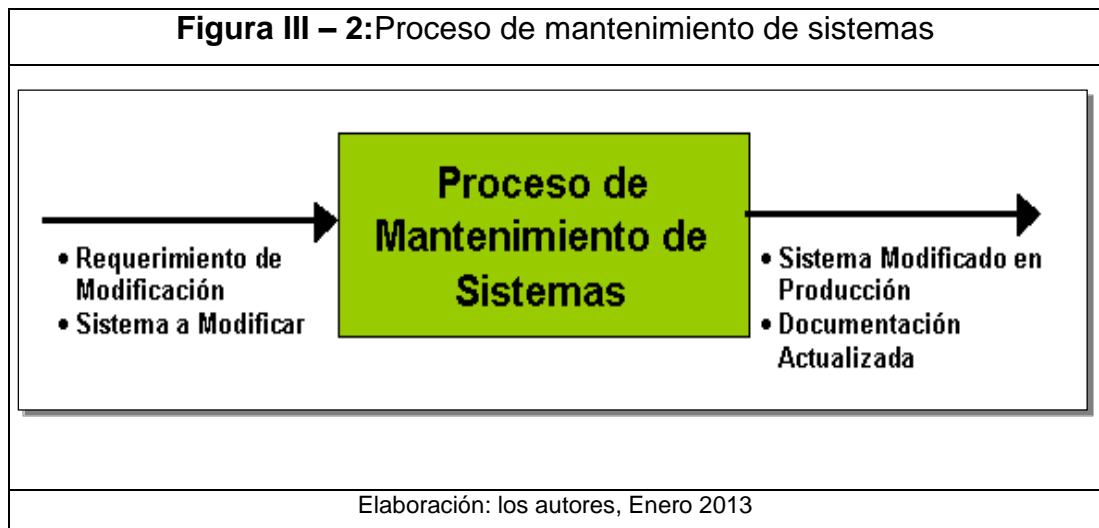 Figura III – 2:Proceso de mantenimiento de sistemas
• Requerimiento de
Modificación
• Sistema a Modificar
Proceso de
Mantenimiento de
Sistemas
• Sistema Modificado en
Producción
• Documentación
Actualizada
Elaboración: los autores, Enero 2013